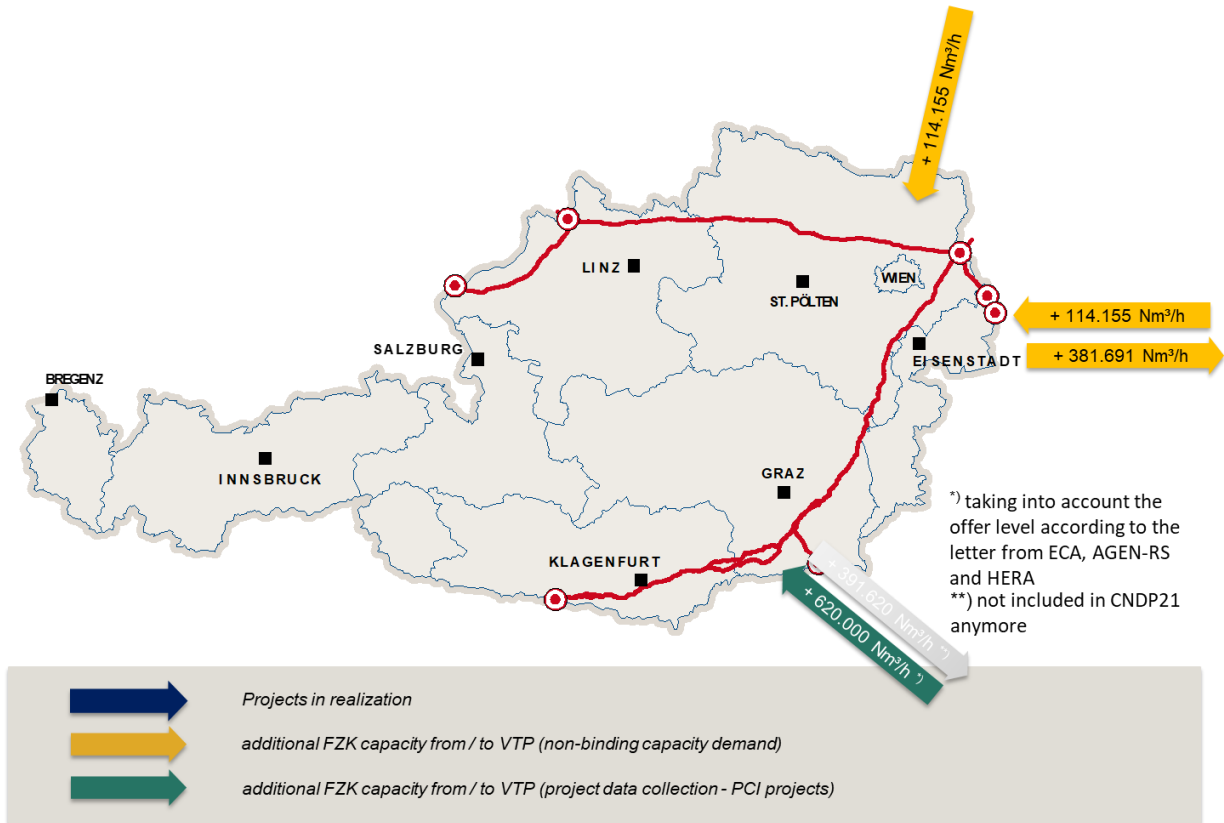 + 114.155 Nm³/h
LINZ
WIEN
ST. PÖLTEN
+ 114.155 Nm³/h
SALZBURG
EISENSTADT
+ 381.691 Nm³/h
BREGENZ
INNSBRUCK
GRAZ
*) taking into account the
offer level according to the
letter from ECA, AGEN-RS
and HERA
**) not included in CNDP21
anymore
KLAGENFURT
+ 391.620 Nm³/h **)
+ 620.000 Nm³/h *)
Projects in realization
additional FZK capacity from / to VTP (non-binding capacity demand)
additional FZK capacity from / to VTP (project data collection - PCI projects)